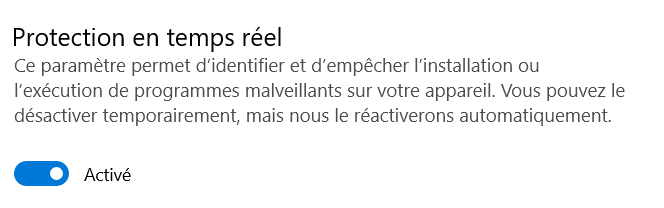 Protection en temps réel
Ce paramètre permet d’identifier et d’empêcher l’installation ou
l’exécution de programmes malveillants sur votre appareil. Vous pouvez le
désactiver temporairement, mais nous le réactiverons automatiquement.
Activé